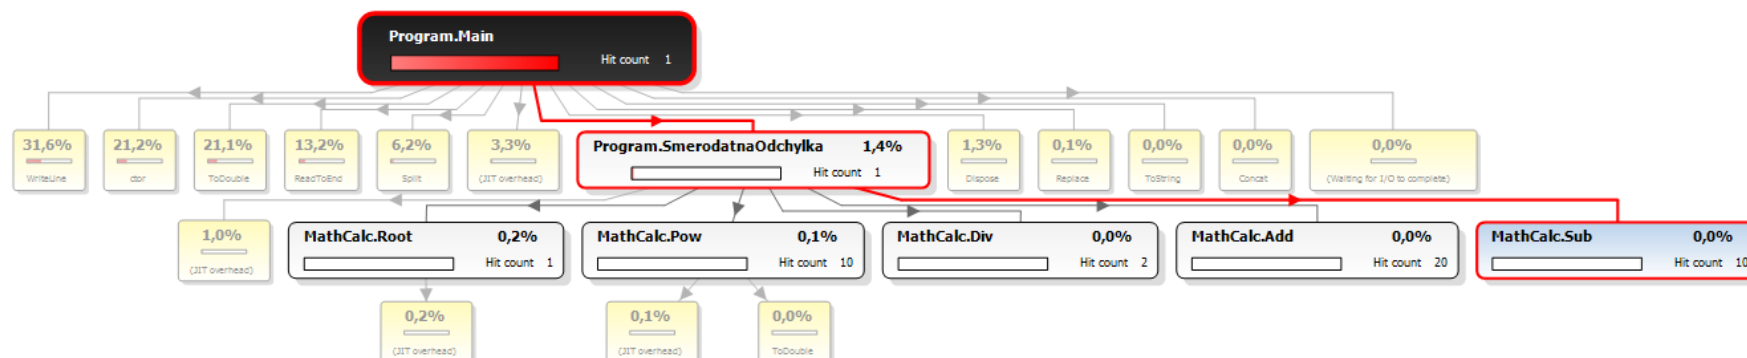 Program.Main
Hit count 1
31,6%
WriteLine
21,2%
ctor
21,1%
ToDouble
13,2%
ReadToEnd
6,2%
Split
3,3%
(JIT overhead)
Program.SmerodatnaOdchylka 1,4%
Hit count 1
1,3%
Dispose
0,1%
Replace
0,0%
ToString
0,0%
Concat
0,0%
(Waiting for I/O to complete)
1,0%
(JIT overhead)
MathCalc.Root 0,2%
Hit count 1
MathCalc.Pow 0,1%
Hit count 10
MathCalc.Div 0,0%
Hit count 2
MathCalc.Add 0,0%
Hit count 20
MathCalc.Sub 0,0%
Hit count 10
0,2%
(JIT overhead)
0,1%
(JIT overhead)
0,0%
ToDouble